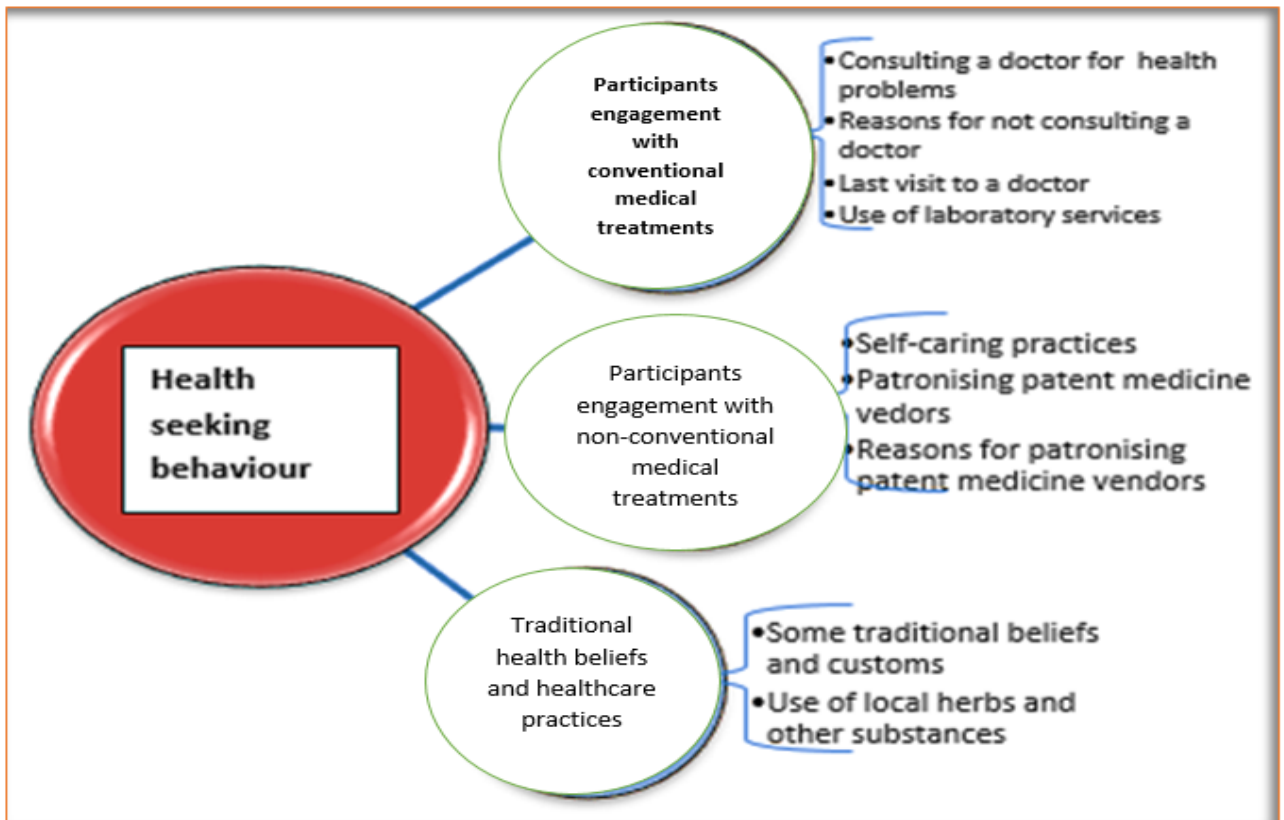 Health
seeking
behaviour
Participants
engagement
with
conventional
medical
treatments
•Consulting a doctor for health
problems
•Reasons for not consulting a
doctor
•Last visit to a doctor
•Use of laboratory services
Participants
engagement with
non-conventional
medical
treatments
•Self-caring practices
•Patronising patent medicine
vedors
•Reasons for patronising
patent medicine vendors
Traditional
health beliefs
and healthcare
practices
•Some traditional beliefs
and customs
•Use of local herbs and
other substances